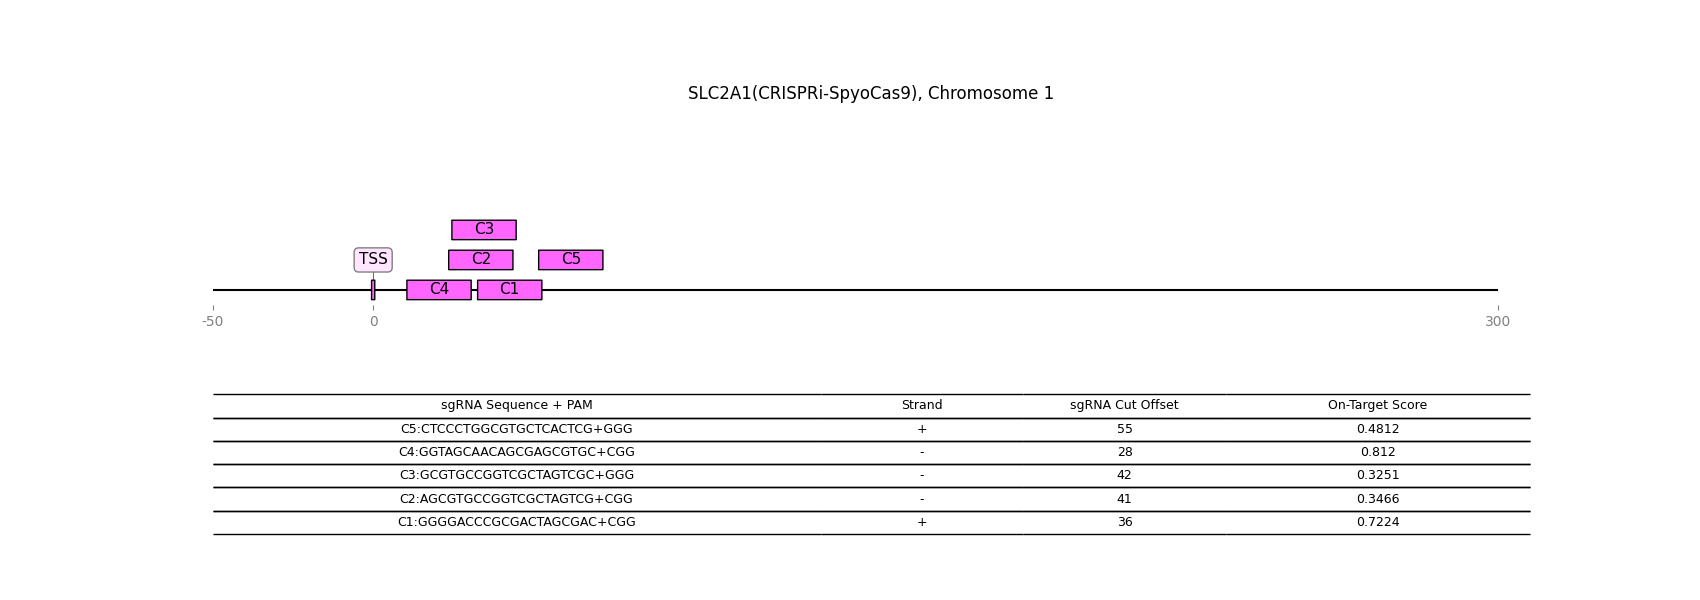 SLC2A1(CRISPRi-SpyoCas9), Chromosome 1
C3
TSS C2 C5
C4 C1
-50 0 300
sgRNA Sequence + PAM Strand sgRNA Cut Offset On-Target Score
C5:CTCCCTGGCGTGCTCACTCG+GGG + 55 0.4812
C4:GGTAGCAACAGCGAGCGTGC+CGG - 28 0.812
C3:GCGTGCCGGTCGCTAGTCGC+GGG - 42 0.3251
C2:AGCGTGCCGGTCGCTAGTCG+CGG - 41 0.3466
C1:GGGGACCCGCGACTAGCGAC+CGG + 36 0.7224